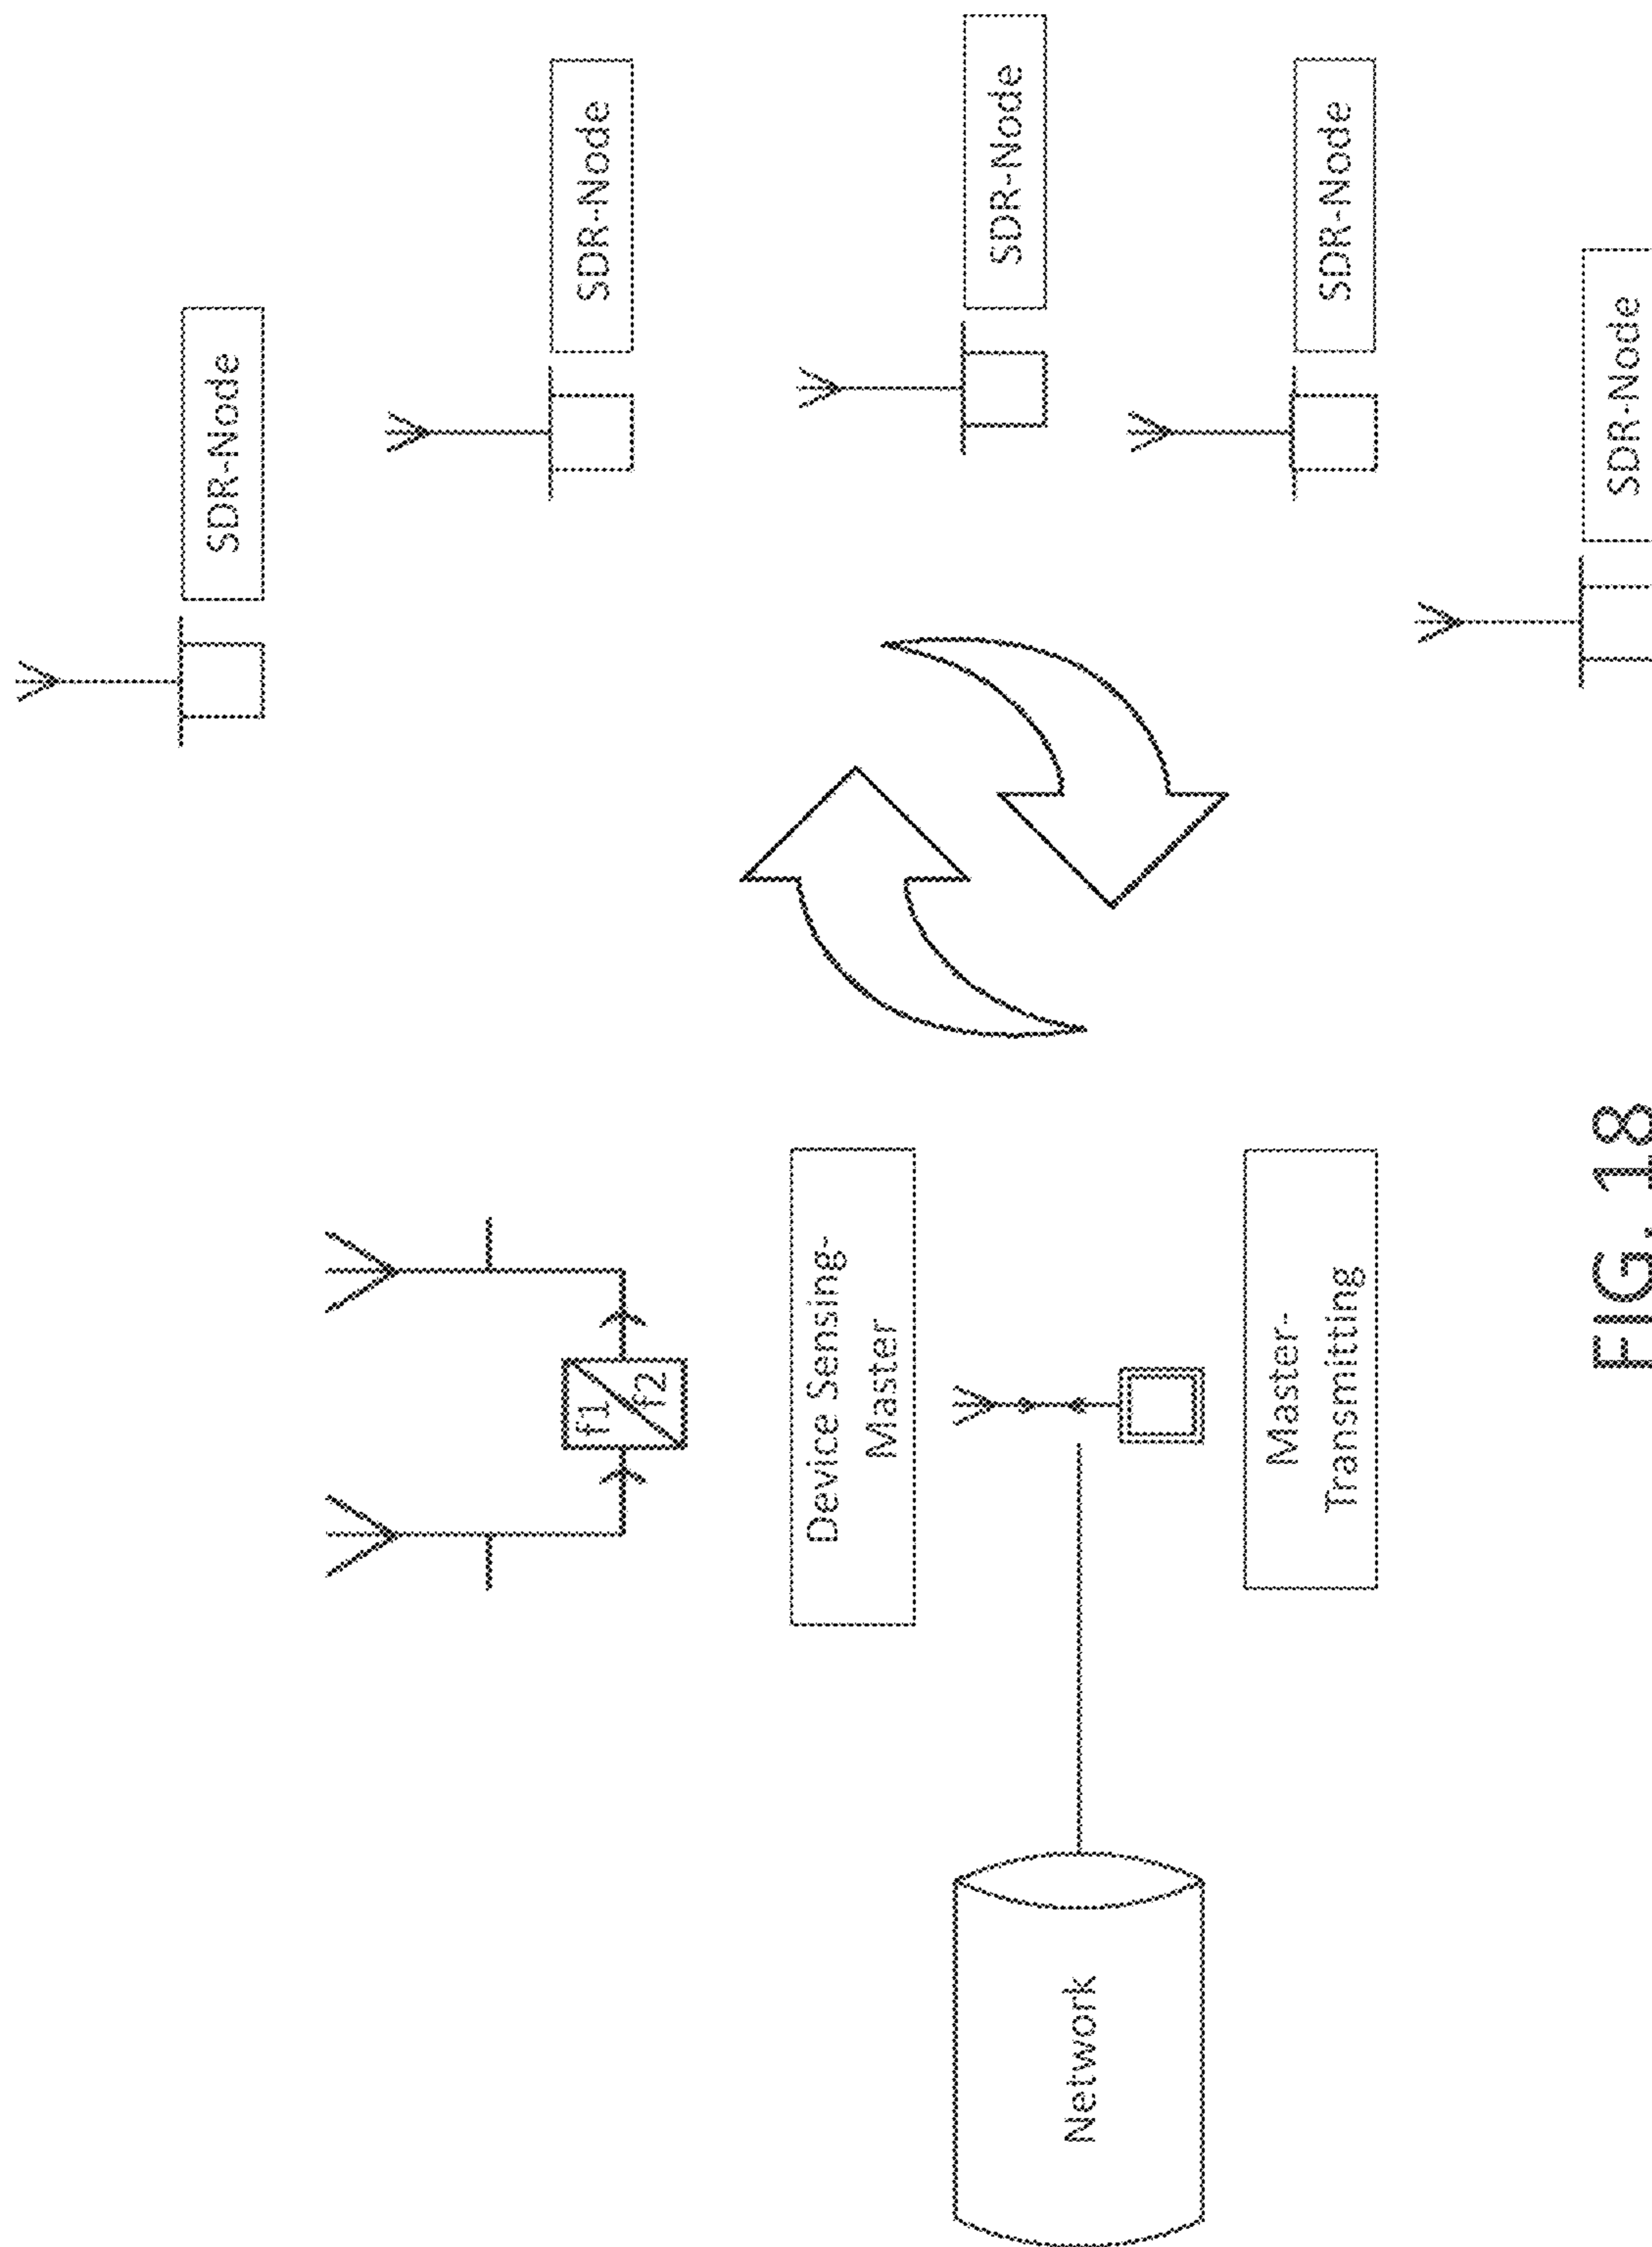 SDR-Node
SDR-Node
SDR-Node
SDR-Node
SDR-Node
f1
f2
Device Sensing-
Master
Master-
Transmitting
Network
FIG. 18